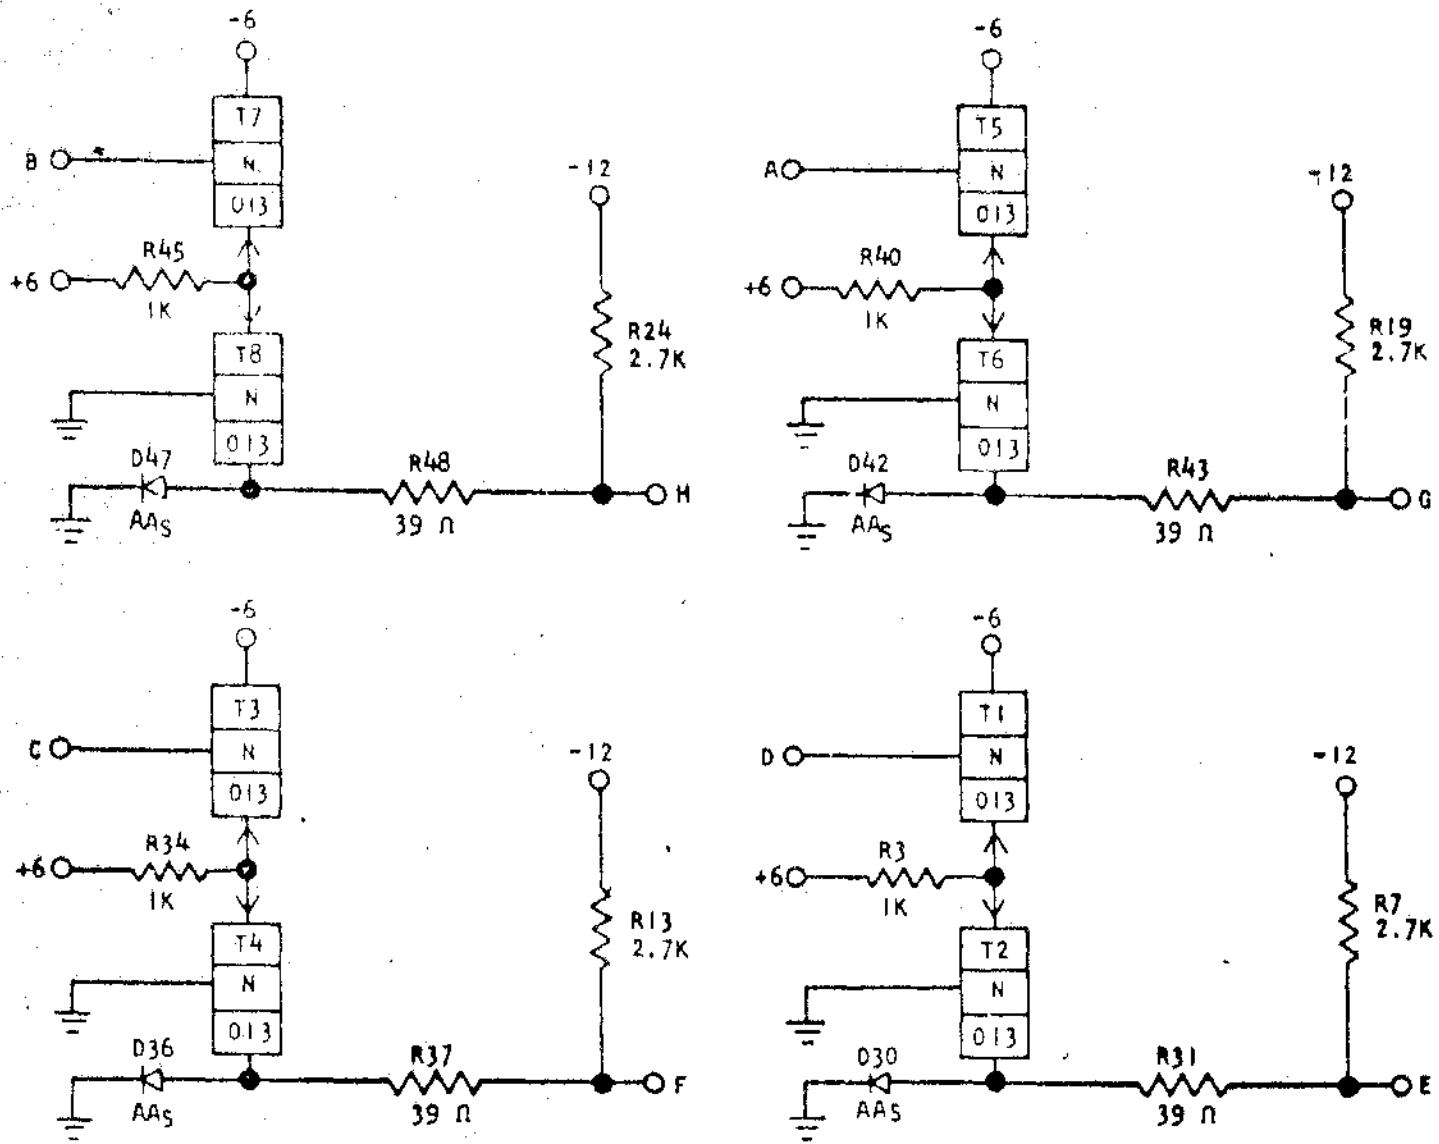 -6
T7
B
N
013
-12
R45
+6
1K
T8
R24
2.7K
N
013
D47
AAS
R48
39 Ω
H
-6
T5
A
N
013
-12
R40
+6
1K
T6
R19
2.7K
N
013
D42
AAS
R43
39 Ω
G
-6
T3
C
N
013
-12
R34
+6
1K
T4
R13
2.7K
N
013
D36
AAS
R37
39 Ω
F
-6
T1
D
N
013
-12
R3
+6
1K
T2
R7
2.7K
N
013
D30
AAS
R31
39 Ω
E